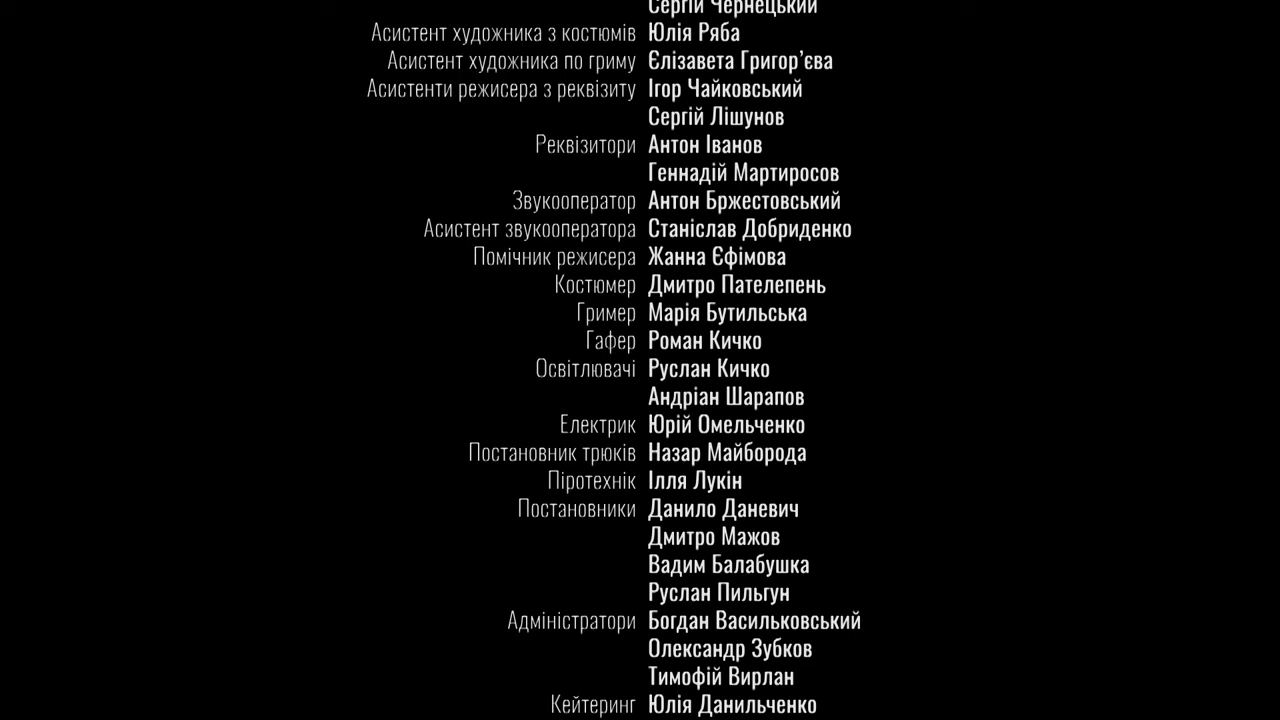 Сергій Чернецький
Асистент художника з костюмів Юлія Ряба
Асистент художника по гриму Єлізавета Григор’єва
Асистенти режисера з реквізиту Ігор Чайковський
Сергій Лішунов
Реквізитори Антон Іванов
Геннадій Мартиросов
Звукооператор Антон Бржестовський
Асистент звукооператора Станіслав Добриденко
Помічник режисера Жанна Єфімова
Костюмер Дмитро Пателепень
Гример Марія Бутильська
Гафер Роман Кичко
Освітлювачі Руслан Кичко
Андріан Шарапов
Електрик Юрій Омельченко
Постановник трюків Назар Майборода
Піротехнік Ілля Лукін
Постановники Данило Даневич
Дмитро Мажов
Вадим Балабушка
Руслан Пильгун
Адміністратори Богдан Васильковський
Олександр Зубков
Тимофій Вирлан
Кейтеринг Юлія Данильченко